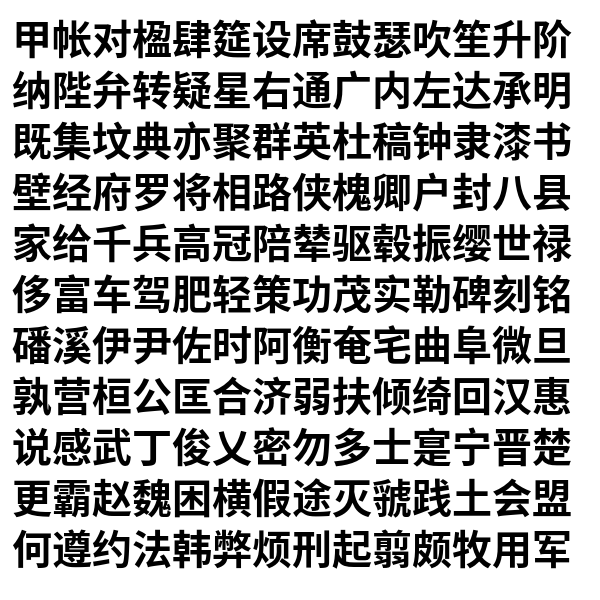 甲帐对楹肆筵设席鼓瑟吹笙升阶
纳陛弁转疑星右通广内左达承明
既集坟典亦聚群英杜稿钟隶漆书
壁经府罗将相路侠槐卿户封八县
家给千兵高冠陪辇驱毂振缨世禄
侈富车驾肥轻策功茂实勒碑刻铭
磻溪伊尹佐时阿衡奄宅曲阜微旦
孰营桓公匡合济弱扶倾绮回汉惠
说感武丁俊乂密勿多士寔宁晋楚
更霸赵魏困横假途灭虢践土会盟
何遵约法韩弊烦刑起翦颇牧用军